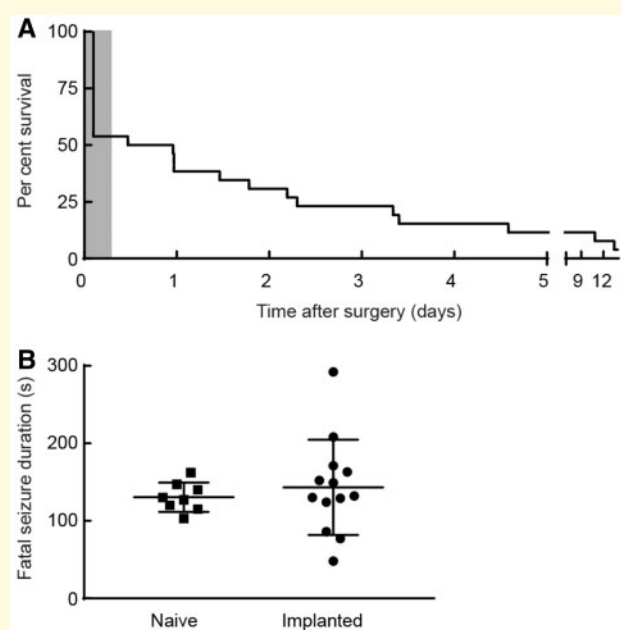 A
Per cent survival
100
75
50
25
0
0 1 2 3 4 5 9 12
Time after surgery (days)
B
Fatal seizure duration (s)
300
200
100
0
Naive Implanted